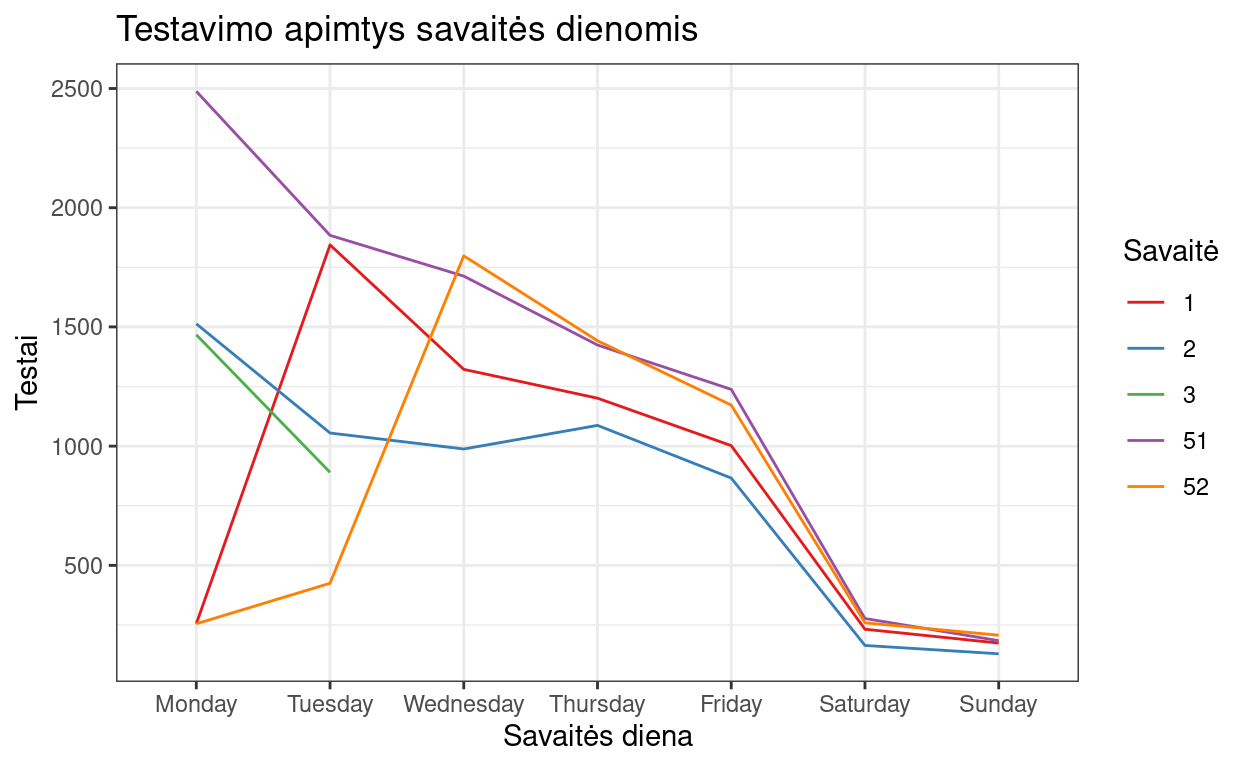 Testavimo apimtys savaitės dienomis
2500
2000
1500
1000
500
Testai
Monday Tuesday Wednesday Thursday Friday Saturday Sunday
Savaitės diena
Savaitė
1
2
3
51
52